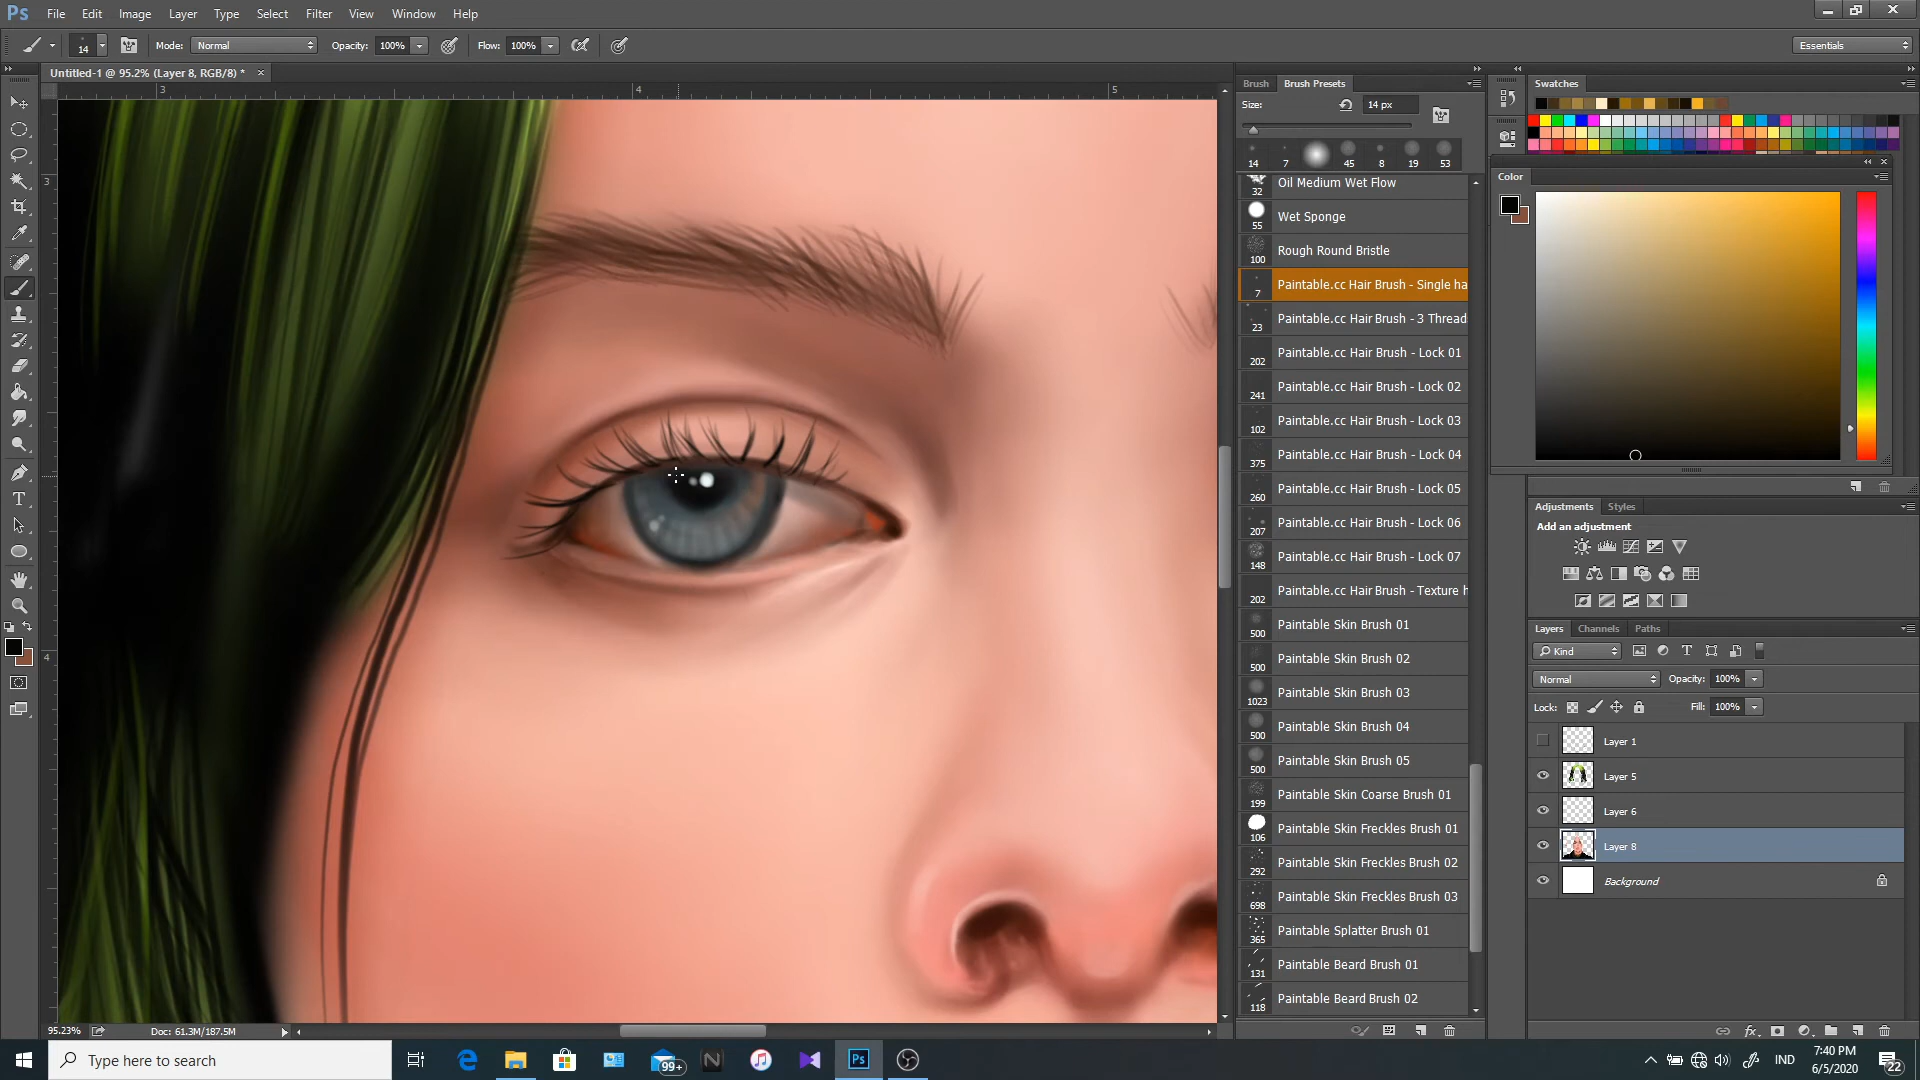 Ps File Edit Image Layer Type Select Filter View Window Help
14 Mode: Normal Opacity: 100% Flow: 100% Essentials
Untitled-1 @ 95.2% (Layer 8, RGB/8) * ×
3 4 5
3
4
Brush Brush Presets
Size: 14 px
14 7 45 8 19 53
32 Oil Medium Wet Flow
55 Wet Sponge
100 Rough Round Bristle
7 Paintable.cc Hair Brush - Single ha
23 Paintable.cc Hair Brush - 3 Thread
202 Paintable.cc Hair Brush - Lock 01
241 Paintable.cc Hair Brush - Lock 02
102 Paintable.cc Hair Brush - Lock 03
375 Paintable.cc Hair Brush - Lock 04
260 Paintable.cc Hair Brush - Lock 05
207 Paintable.cc Hair Brush - Lock 06
148 Paintable.cc Hair Brush - Lock 07
202 Paintable.cc Hair Brush - Texture h
500 Paintable Skin Brush 01
500 Paintable Skin Brush 02
1023 Paintable Skin Brush 03
500 Paintable Skin Brush 04
500 Paintable Skin Brush 05
199 Paintable Skin Coarse Brush 01
106 Paintable Skin Freckles Brush 01
292 Paintable Skin Freckles Brush 02
698 Paintable Skin Freckles Brush 03
365 Paintable Splatter Brush 01
131 Paintable Beard Brush 01
118 Paintable Beard Brush 02
Swatches
Color
Adjustments Styles
Add an adjustment
Layers Channels Paths
Kind
Normal Opacity: 100%
Lock: Fill: 100%
Layer 1
Layer 5
Layer 6
Layer 8
Background
95.23% Doc: 61.3M/187.5M
Type here to search
99+
N
Ps
IND
7:40 PM
6/5/2020
22